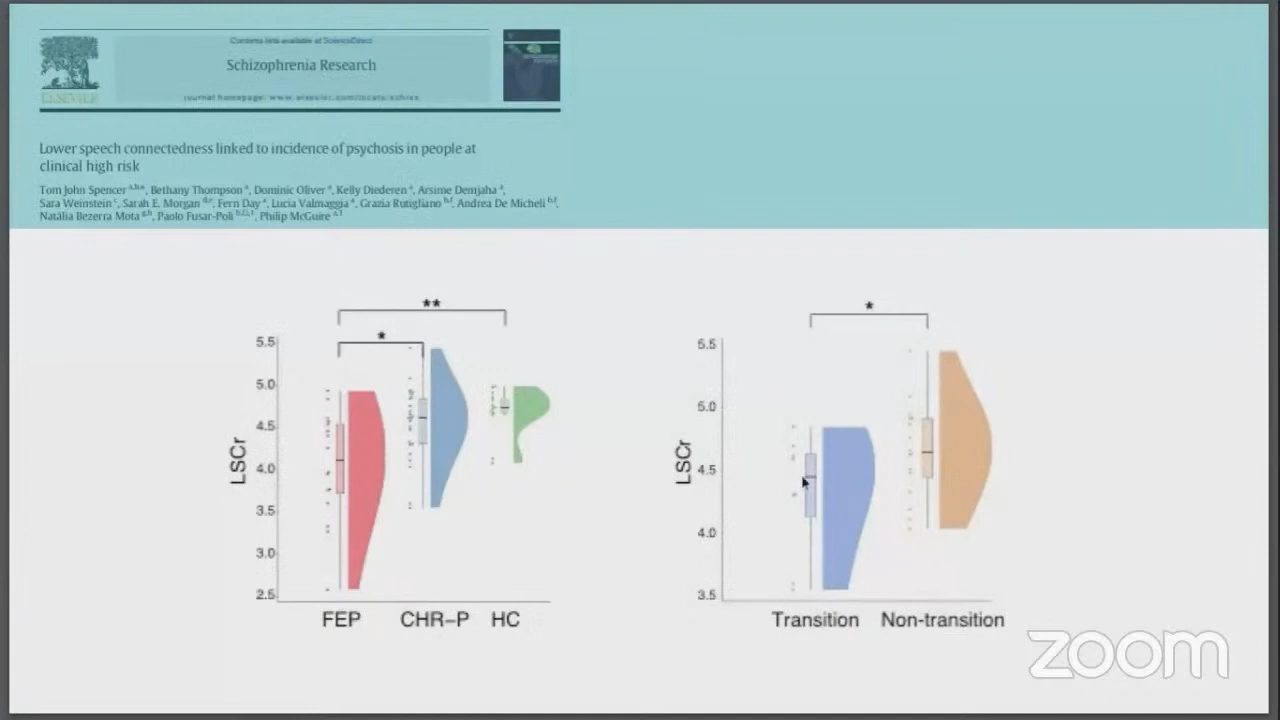 Contents lists available at ScienceDirect
Schizophrenia Research
journal homepage: www.elsevier.com/locate/schres
ELSEVIER
Lower speech connectedness linked to incidence of psychosis in people at
clinical high risk
Tom John Spencer a,b,*, Bethany Thompson a, Dominic Oliver a, Kelly Diederen a, Arsime Demjaha a,
Sara Weinstein c, Sarah E. Morgan d,e, Fern Day a, Lucia Valmaggia a, Grazia Rutigliano b,f, Andrea De Micheli b,f,
Natália Bezerra Mota g,h, Paolo Fusar-Poli, Philip McGuire
**
*
5.5
5.0
4.5
4.0
3.5
3.0
2.5
LSCr
FEP CHR–P HC
*
5.5
5.0
4.5
4.0
3.5
LSCr
Transition Non-transition
zoom